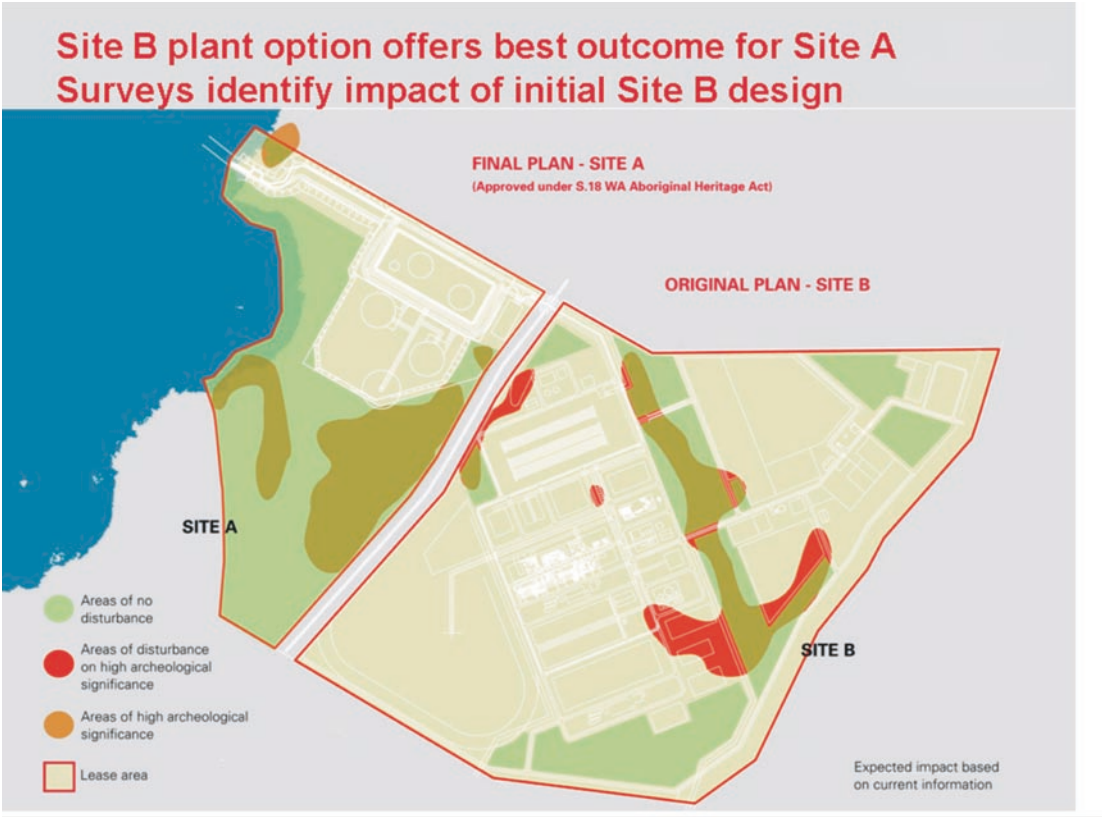 Site B plant option offers best outcome for Site A
Surveys identify impact of initial Site B design
FINAL PLAN - SITE A
(Approved under S.18 WA Aboriginal Heritage Act)
ORIGINAL PLAN - SITE B
SITE A
SITE B
Areas of no
disturbance
Areas of disturbance
on high archeological
significance
Areas of high archeological
significance
Lease area
Expected impact based
on current information